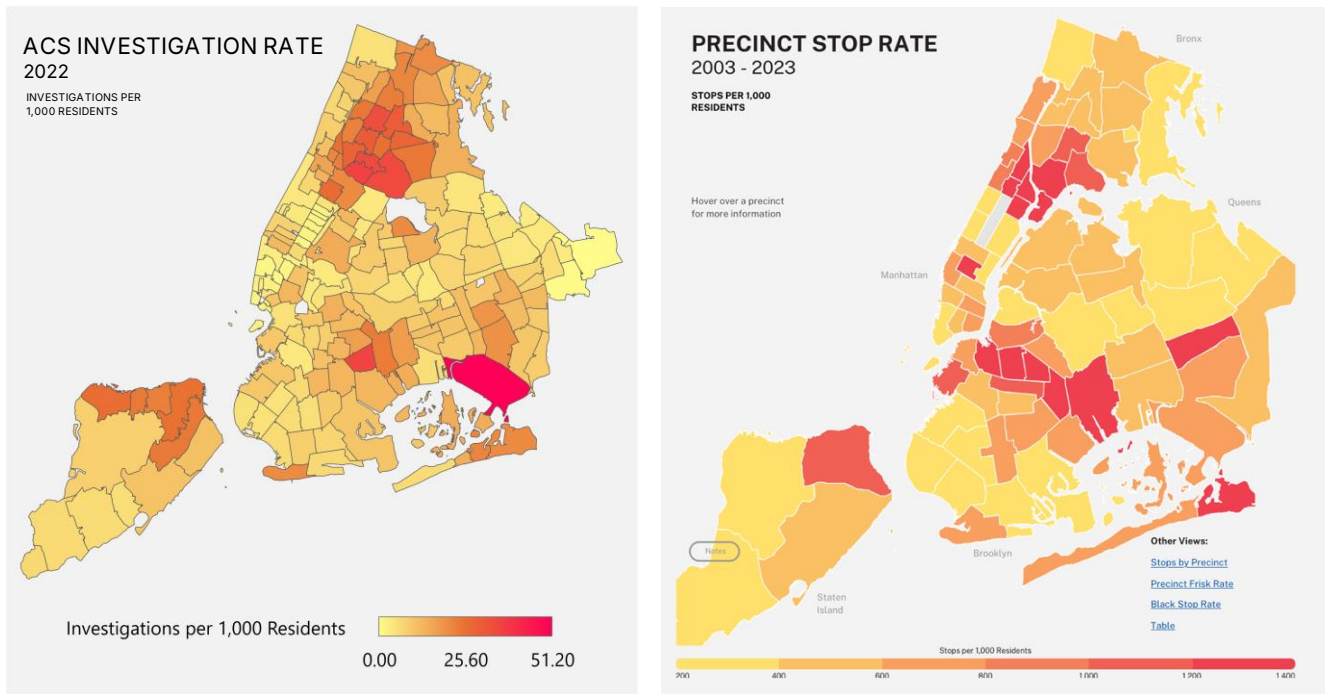 ACS INVESTIGATION RATE
2022
INVESTIGATIONS PER
1,000 RESIDENTS
Investigations per 1,000 Residents
0.00 25.60 51.20
PRECINCT STOP RATE
2003 - 2023
STOPS PER 1,000
RESIDENTS
Bronx
Hover over a precinct
for more information
Queens
Manhattan
Brooklyn
Notes
Staten
Island
Other Views:
Stops by Precinct
Precinct Frisk Rate
Black Stop Rate
Table
Stops per 1,000 Residents
200 400 600 800 1,000 1,200 1,400